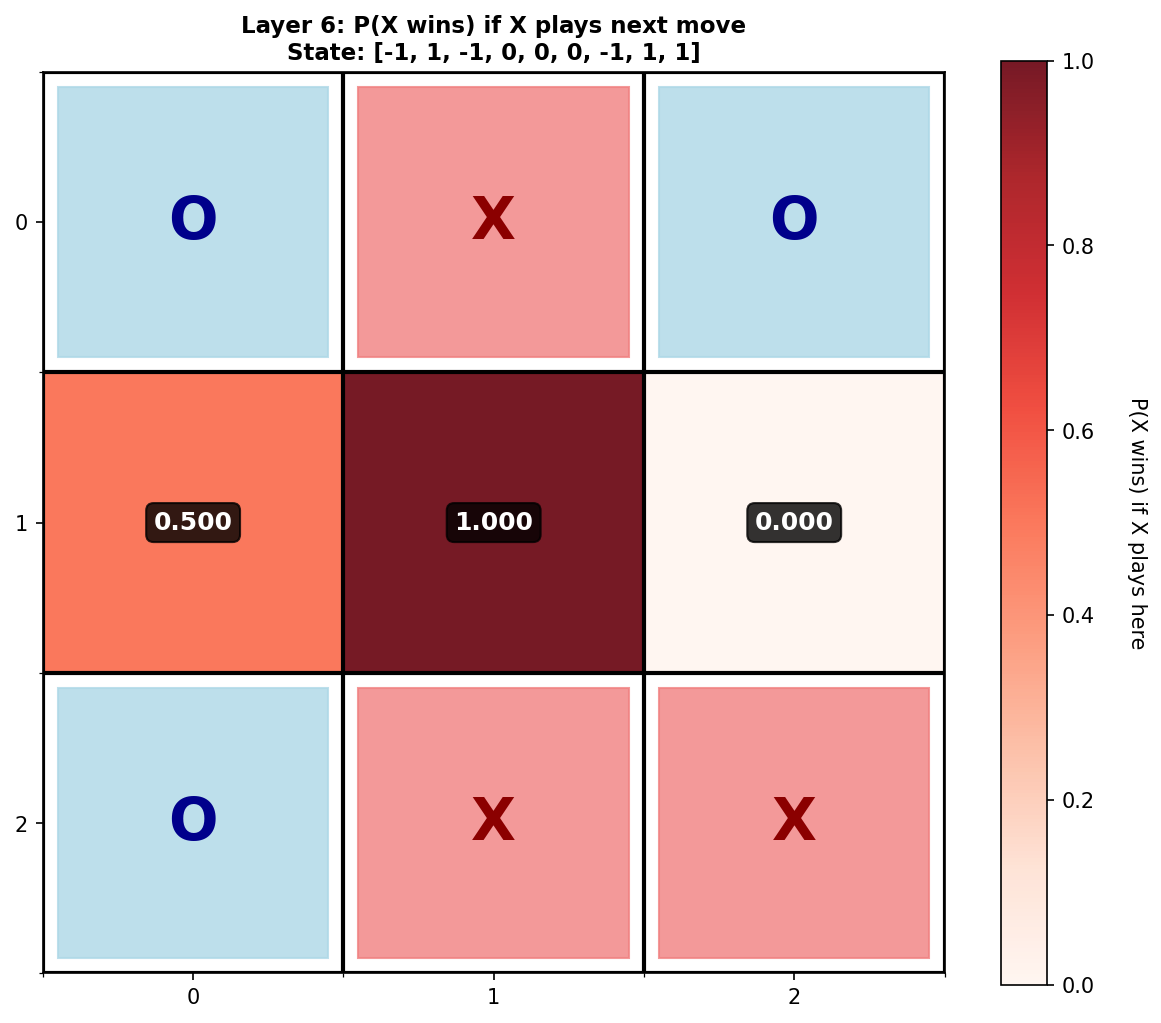 Layer 6: P(X wins) if X plays next move
State: [-1, 1, -1, 0, 0, 0, -1, 1, 1]
O X O
0.500 1.000 0.000
O X X
0
1
2
0 1 2
1.0
0.8
0.6
0.4
0.2
0.0
P(X wins) if X plays here